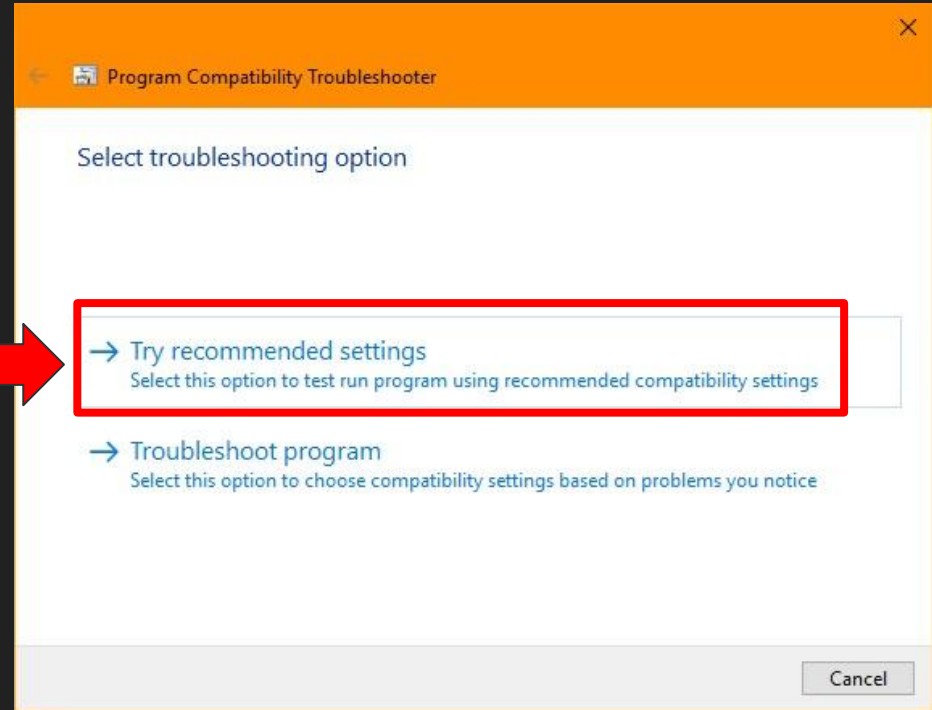 Program Compatibility Troubleshooter
Select troubleshooting option
Try recommended settings
Select this option to test run program using recommended compatibility settings
Troubleshoot program
Select this option to choose compatibility settings based on problems you notice
Cancel